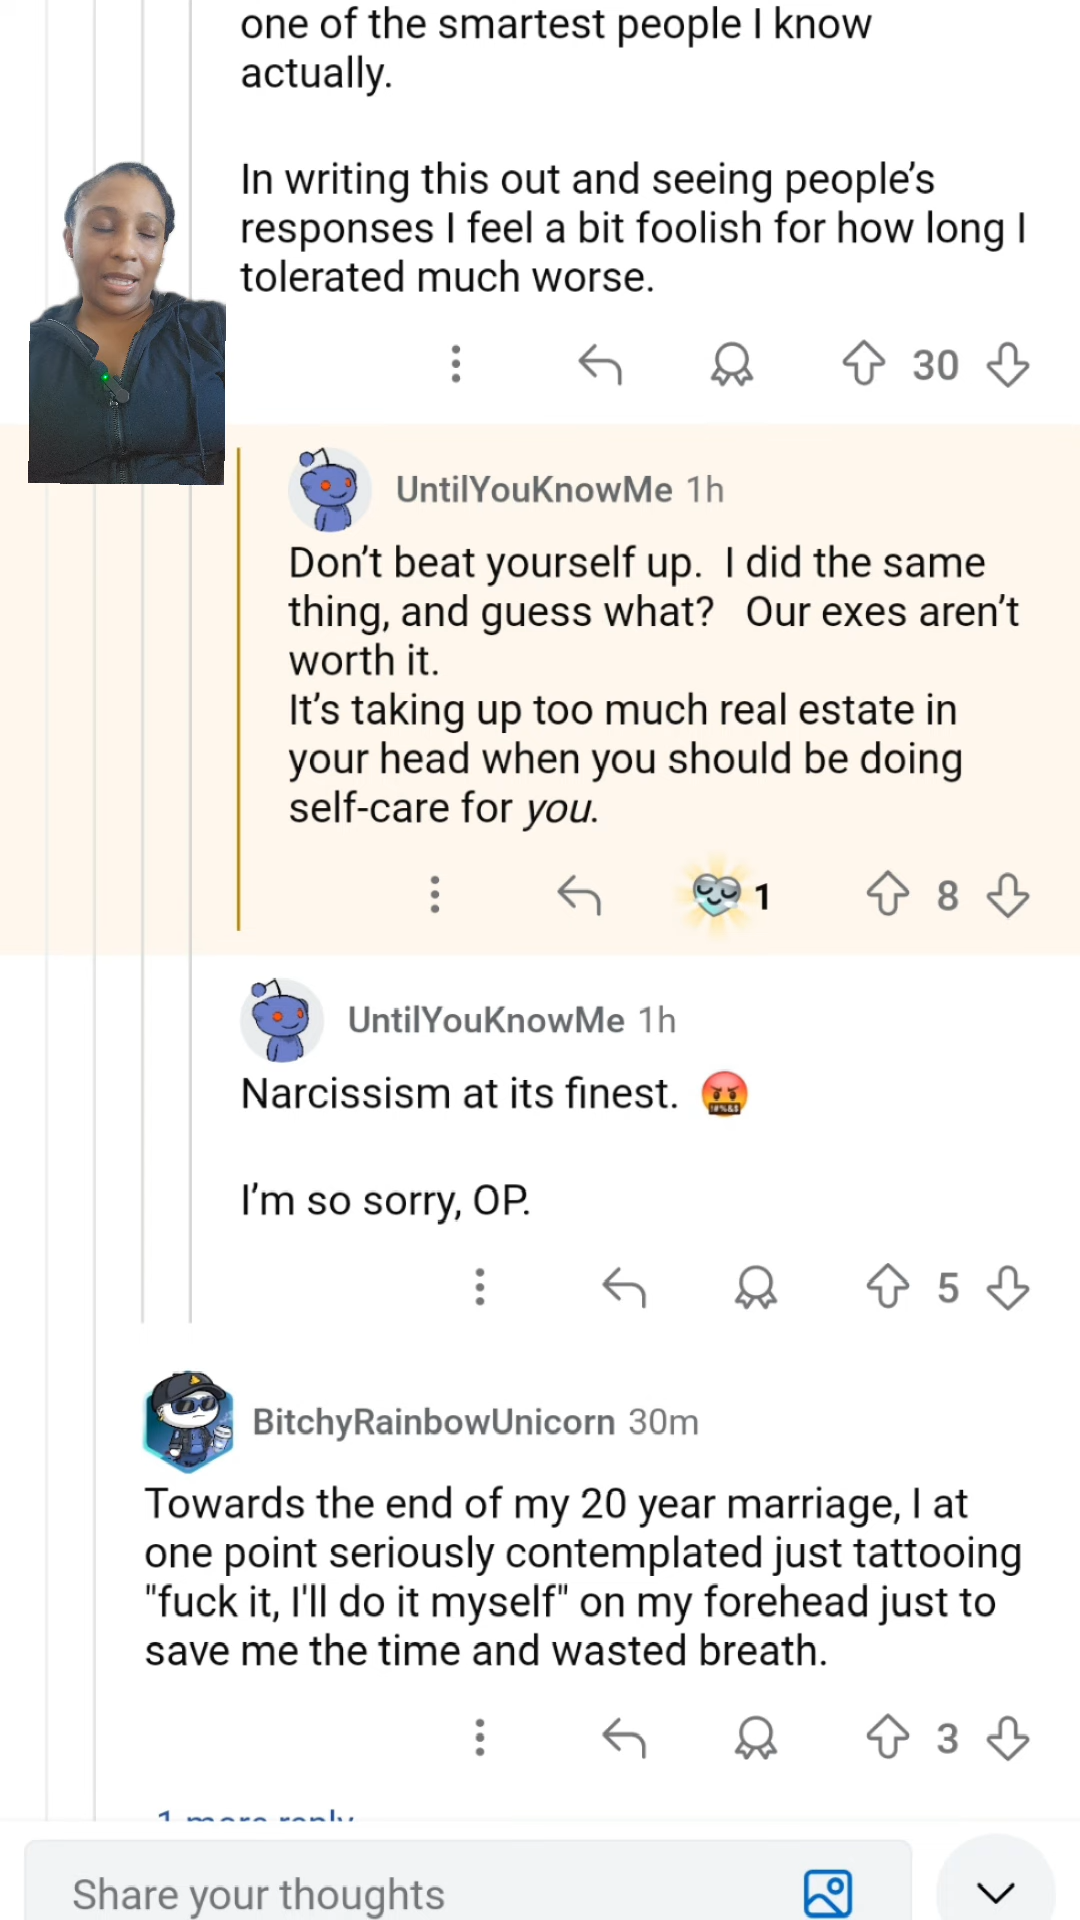 one of the smartest people I know
actually.
In writing this out and seeing people's
responses I feel a bit foolish for how long I
tolerated much worse.
30
UntilYouKnowMe 1h
Don't beat yourself up.  I did the same
thing, and guess what?   Our exes aren't
worth it.
It's taking up too much real estate in
your head when you should be doing
self-care for you.
1 8
UntilYouKnowMe 1h
Narcissism at its finest. 🤬
I'm so sorry, OP.
5
BitchyRainbowUnicorn 30m
Towards the end of my 20 year marriage, I at
one point seriously contemplated just tattooing
"fuck it, I'll do it myself" on my forehead just to
save me the time and wasted breath.
3
1 more reply
Share your thoughts